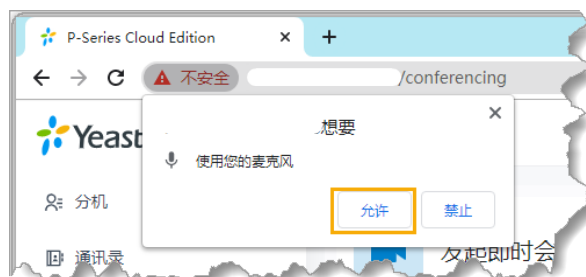 P-Series Cloud Edition
不安全
/conferencing
Yeast
想要
使用您的麦克风
允许
禁止
分机
通讯录
发起即时会